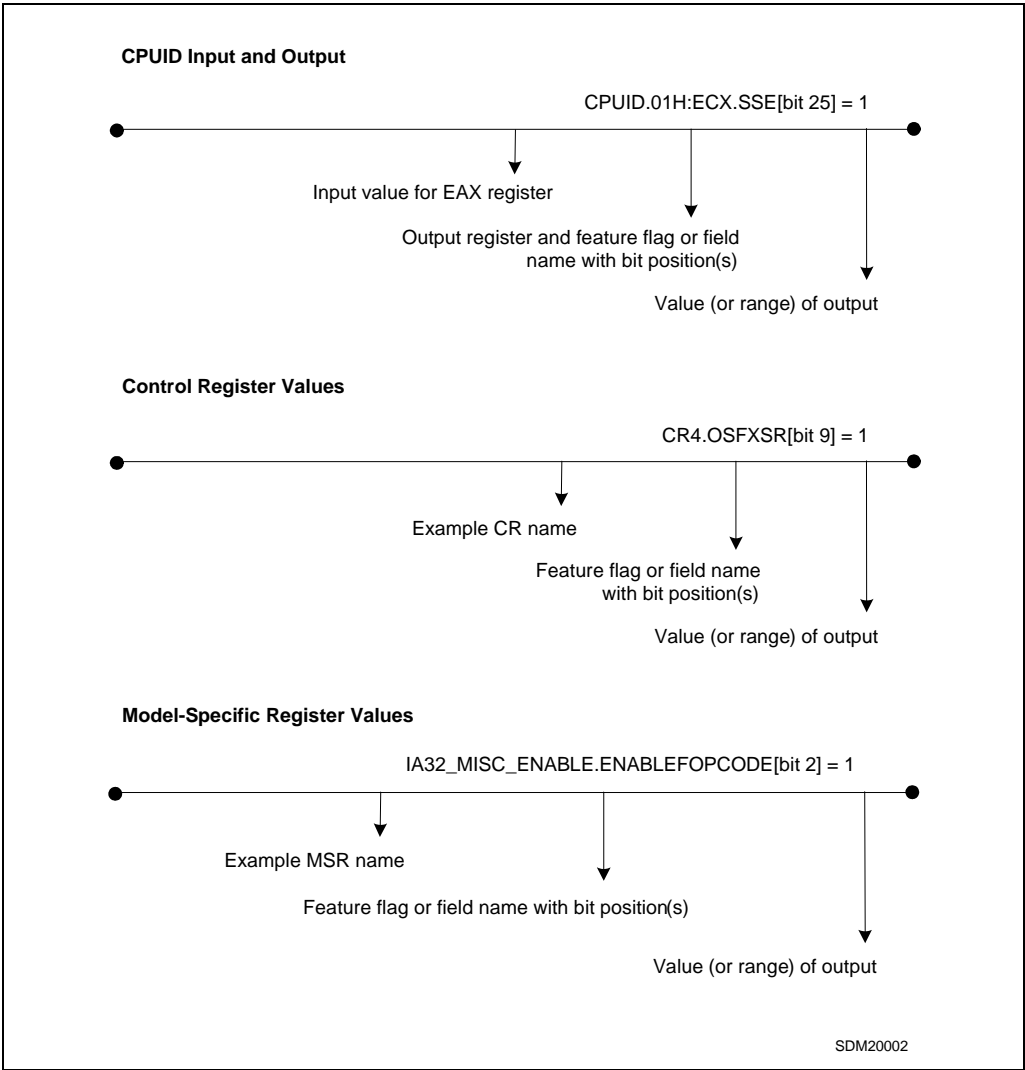 CPUID Input and Output
CPUID.01H:ECX.SSE[bit 25] = 1
Input value for EAX register
Output register and feature flag or field
name with bit position(s)
Value (or range) of output
Control Register Values
CR4.OSFXSR[bit 9] = 1
Example CR name
Feature flag or field name
with bit position(s)
Value (or range) of output
Model-Specific Register Values
IA32_MISC_ENABLE.ENABLEFOPCODE[bit 2] = 1
Example MSR name
Feature flag or field name with bit position(s)
Value (or range) of output
SDM20002